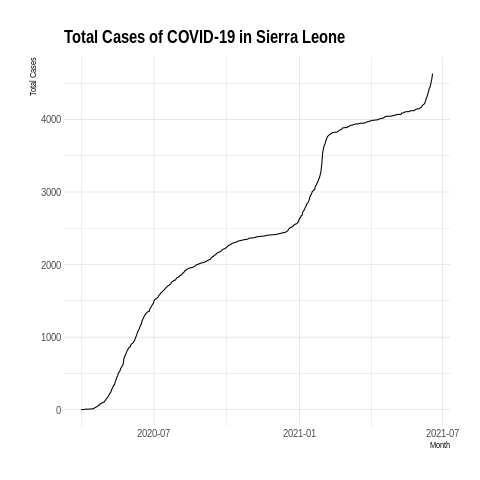 Total Cases of COVID-19 in Sierra Leone
Total Cases
4000
3000
2000
1000
0
2020-07
2021-01
2021-07
Month